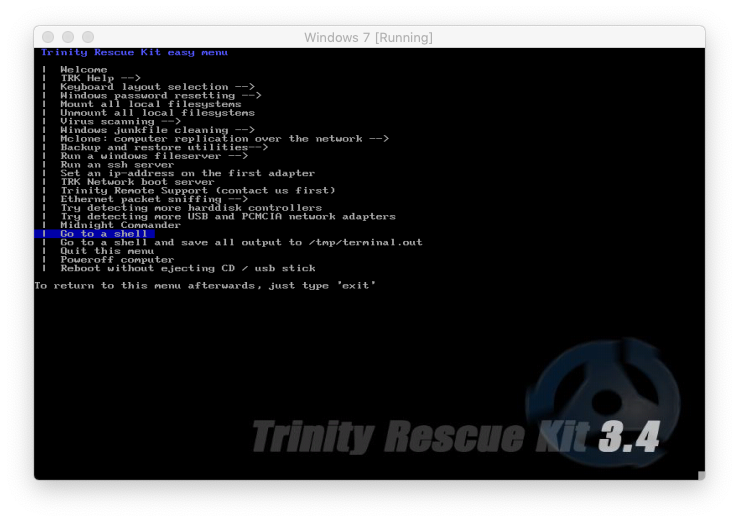 Windows 7 [Running]
Trinity Rescue Kit easy menu
| Welcome
| TRK Help -->
| Keyboard layout selection -->
| Windows password resetting -->
| Mount all local filesystems
| Unmount all local filesystems
| Virus scanning -->
| Windows junkfile cleaning -->
| Mclone: computer replication over the network -->
| Backup and restore utilities-->
| Run a windows fileserver -->
| Run an ssh server
| Set an ip-address on the first adapter
| TRK Network boot server
| Trinity Remote Support (contact us first)
| Ethernet packet sniffing -->
| Try detecting more harddisk controllers
| Try detecting more USB and PCMCIA network adapters
| Midnight Commander
| Go to a shell
| Go to a shell and save all output to /tmp/terminal.out
| Quit this menu
| Poweroff computer
| Reboot without ejecting CD / usb stick
To return to this menu afterwards, just type 'exit'
Trinity Rescue Kit 3.4